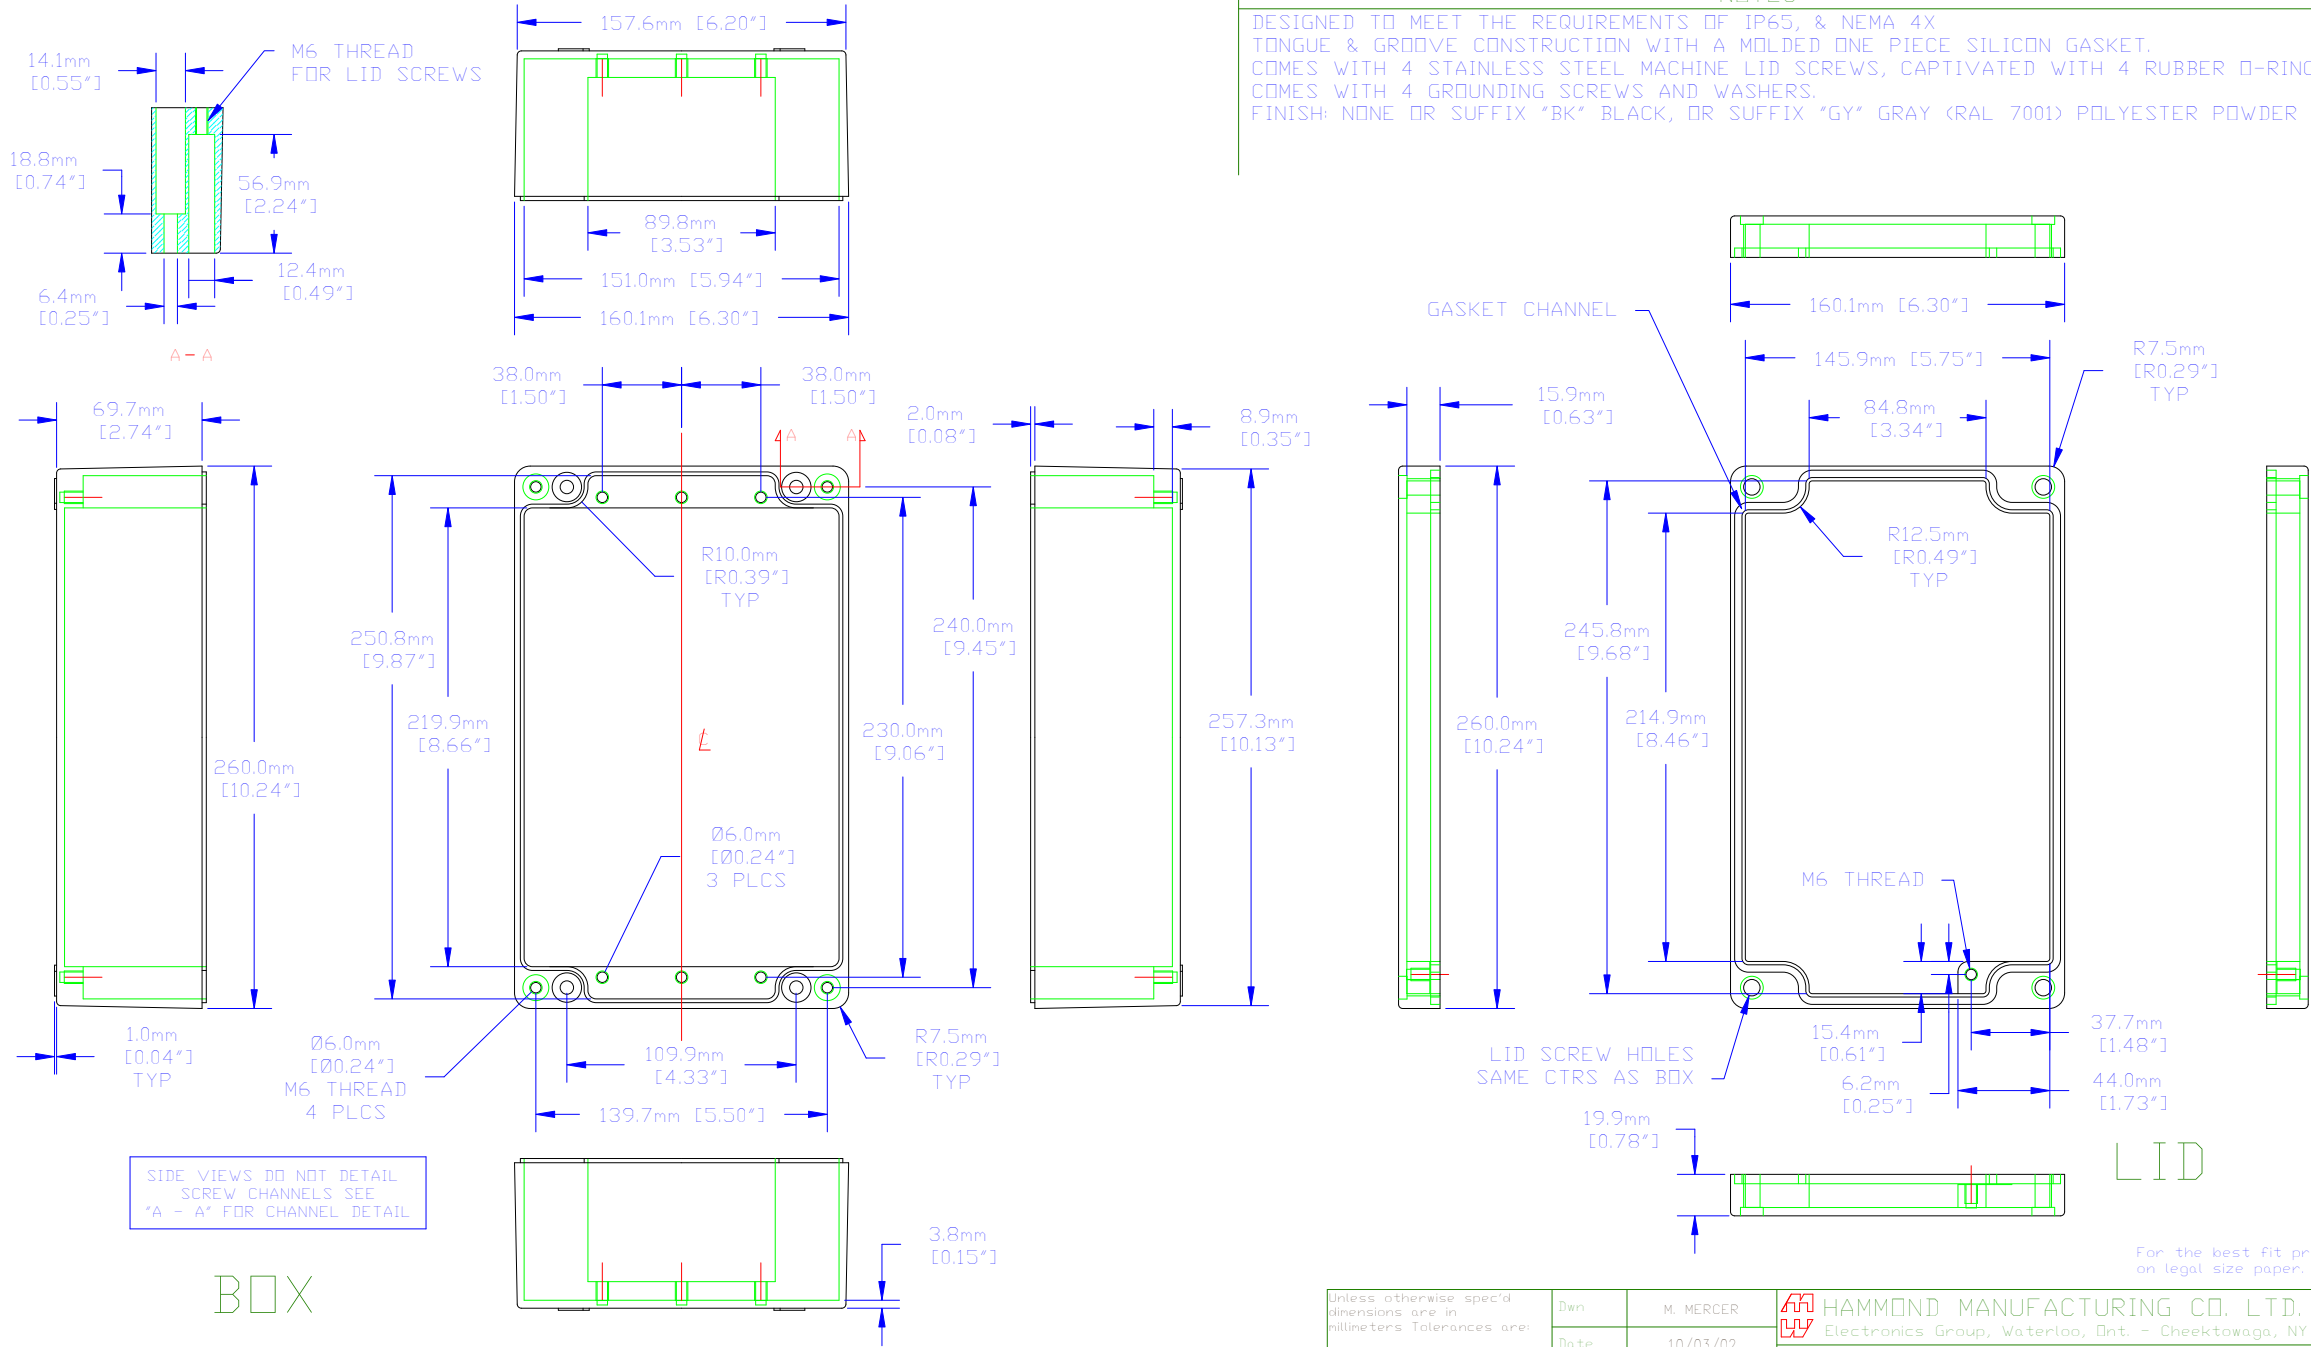 DESIGNED TO MEET THE REQUIREMENTS OF IP65, & NEMA 4X
TONGUE & GROOVE CONSTRUCTION WITH A MOLDED ONE PIECE SILICON GASKET.
COMES WITH 4 STAINLESS STEEL MACHINE LID SCREWS, CAPTIVATED WITH 4 RUBBER O-RING
COMES WITH 4 GROUNDING SCREWS AND WASHERS.
FINISH: NONE OR SUFFIX "BK" BLACK, OR SUFFIX "GY" GRAY (RAL 7001) POLYESTER POWDER
157.6mm [6.20"]
14.1mm
[0.55"]
M6 THREAD
FOR LID SCREWS
18.8mm
[0.74"]
56.9mm
[2.24"]
12.4mm
[0.49"]
6.4mm
[0.25"]
A-A
89.8mm
[3.53"]
151.0mm [5.94"]
160.1mm [6.30"]
38.0mm
[1.50"]
38.0mm
[1.50"]
69.7mm
[2.74"]
2.0mm
[0.08"]
A
A
8.9mm
[0.35"]
R10.0mm
[R0.39"]
TYP
250.8mm
[9.87"]
219.9mm
[8.66"]
240.0mm
[9.45"]
230.0mm
[9.06"]
260.0mm
[10.24"]
257.3mm
[10.13"]
Ø6.0mm
[Ø0.24"]
3 PLCS
1.0mm
[0.04"]
TYP
Ø6.0mm
[Ø0.24"]
M6 THREAD
4 PLCS
109.9mm
[4.33"]
139.7mm [5.50"]
R7.5mm
[R0.29"]
TYP
SIDE VIEWS DO NOT DETAIL
SCREW CHANNELS SEE
"A - A" FOR CHANNEL DETAIL
3.8mm
[0.15"]
BOX
GASKET CHANNEL
160.1mm [6.30"]
145.9mm [5.75"]
R7.5mm
[R0.29"]
TYP
15.9mm
[0.63"]
84.8mm
[3.34"]
R12.5mm
[R0.49"]
TYP
245.8mm
[9.68"]
214.9mm
[8.46"]
260.0mm
[10.24"]
M6 THREAD
15.4mm
[0.61"]
37.7mm
[1.48"]
LID SCREW HOLES
SAME CTRS AS BOX
6.2mm
[0.25"]
44.0mm
[1.73"]
19.9mm
[0.78"]
LID
For the best fit pr
on legal size paper.
Unless otherwise spec'd
dimensions are in
millimeters Tolerances are:
Dwn
M. MERCER
Date
10/03/02
HAMMOND MANUFACTURING CO. LTD.
Electronics Group, Waterloo, Ont. - Cheektowaga, NY